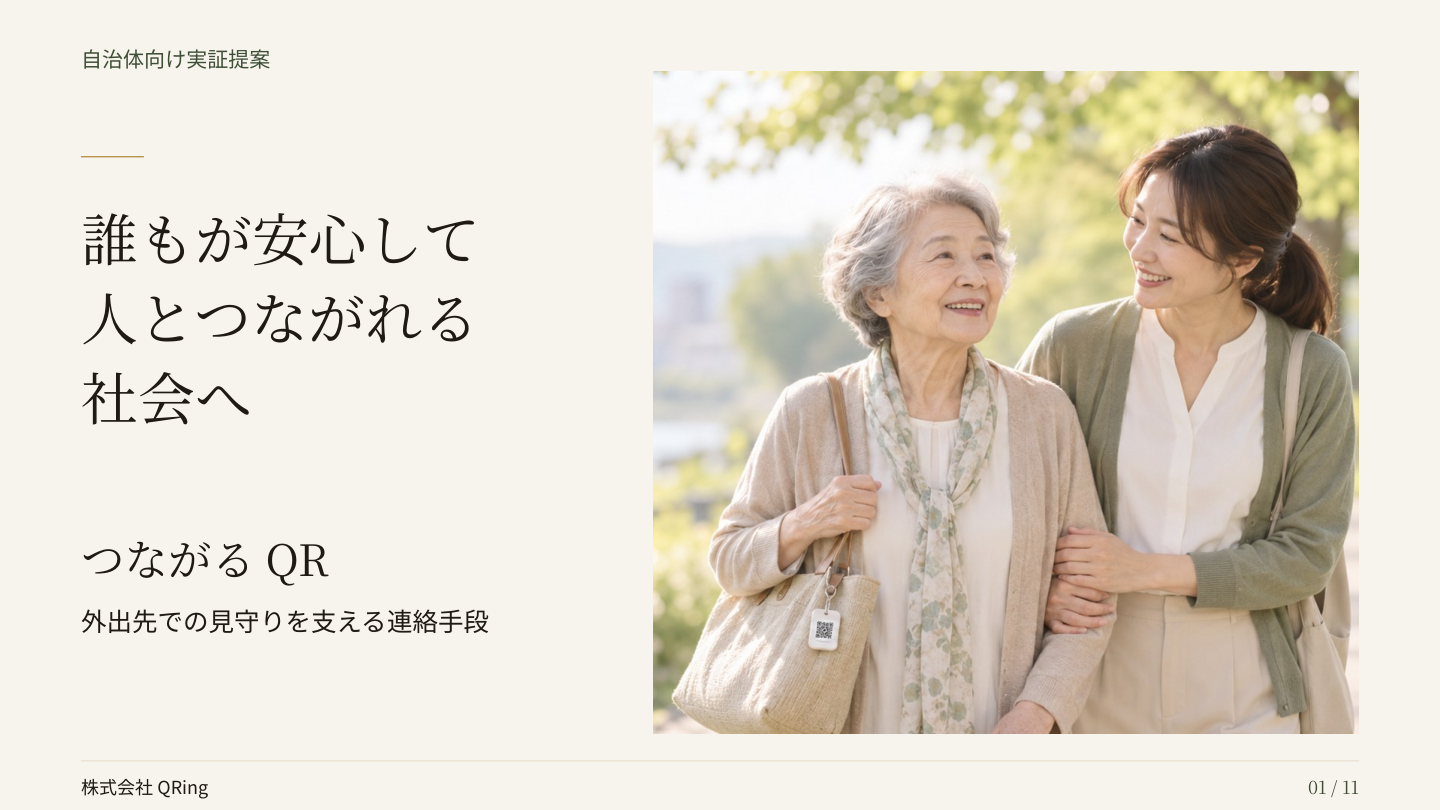 自治体向け実証提案
誰もが安心して
人とつながれる
社会へ
つながる QR
外出先での見守りを支える連絡手段
株式会社 QRing
01 / 11